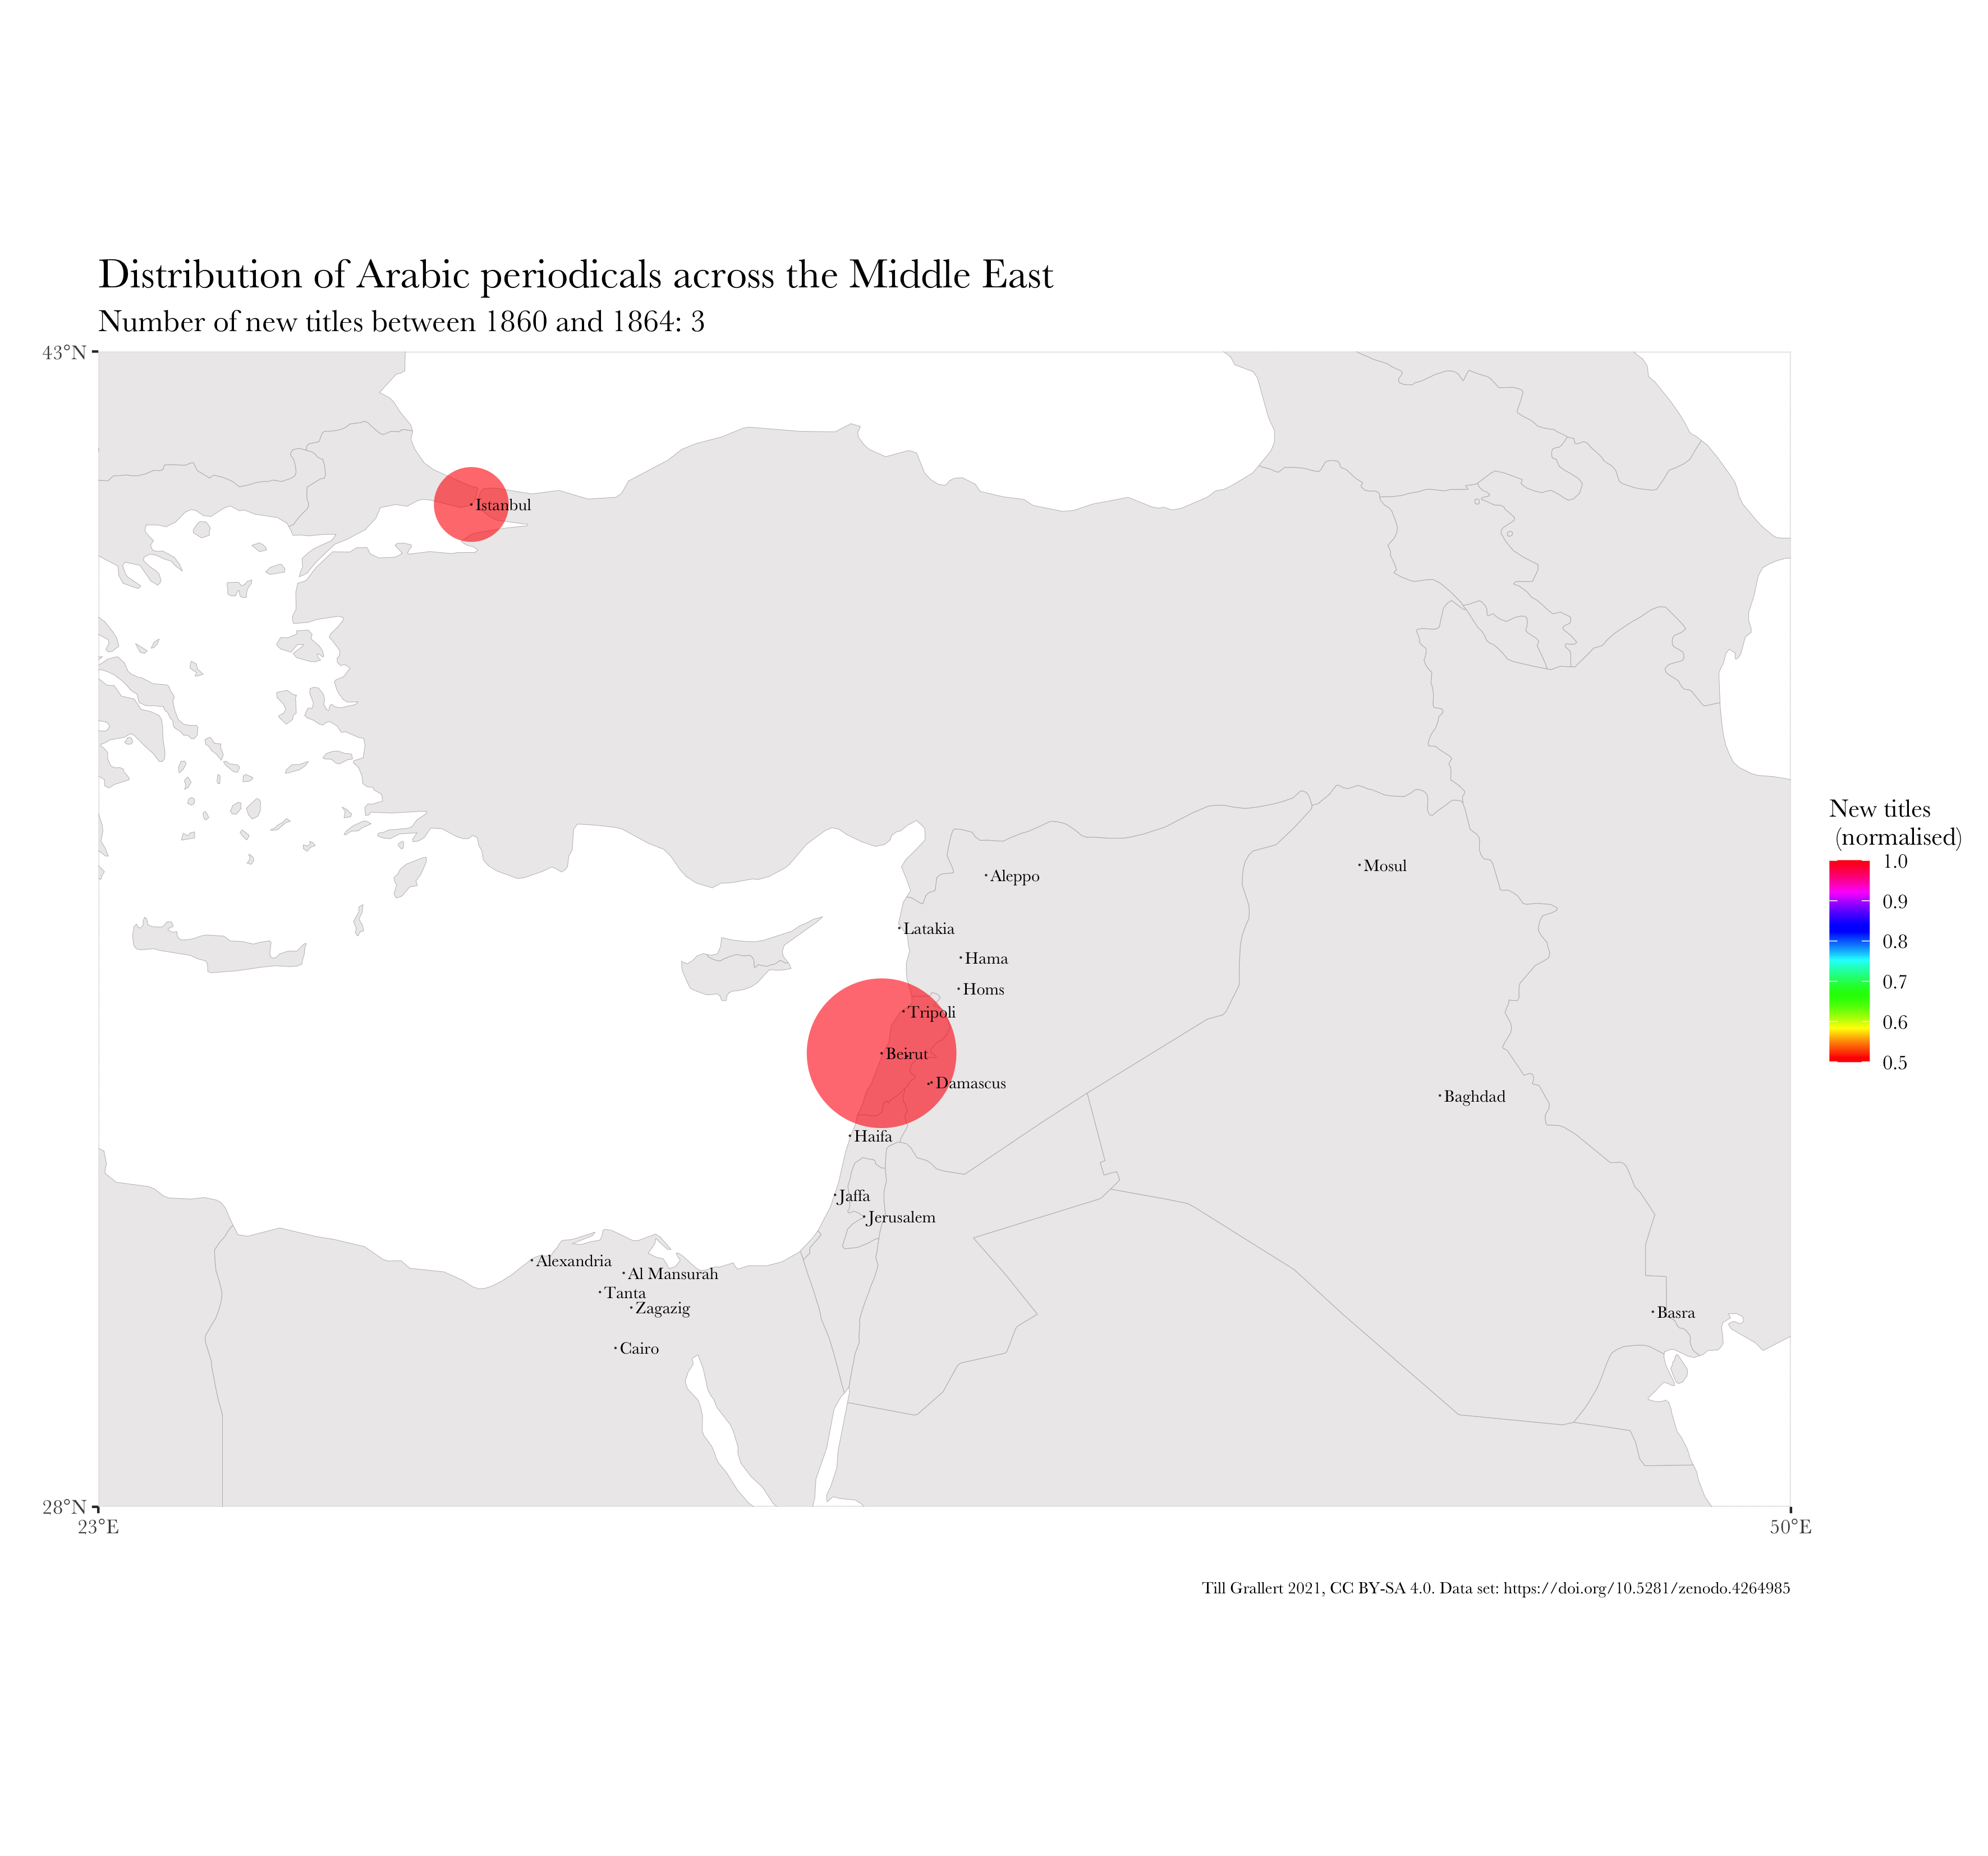 Distribution of Arabic periodicals across the Middle East
Number of new titles between 1860 and 1864: 3
43°N
Istanbul
New titles
(normalised)
1.0
0.9
0.8
0.7
0.6
0.5
Mosul
Aleppo
Latakia
Hama
Homs
Tripoli
Beirut
Damascus
Baghdad
Haifa
Jaffa
Jerusalem
Alexandria
Al Mansurah
Tanta
Zagazig
Basra
Cairo
28°N
23°E
50°E
Till Grallert 2021, CC BY-SA 4.0. Data set: https://doi.org/10.5281/zenodo.4264985